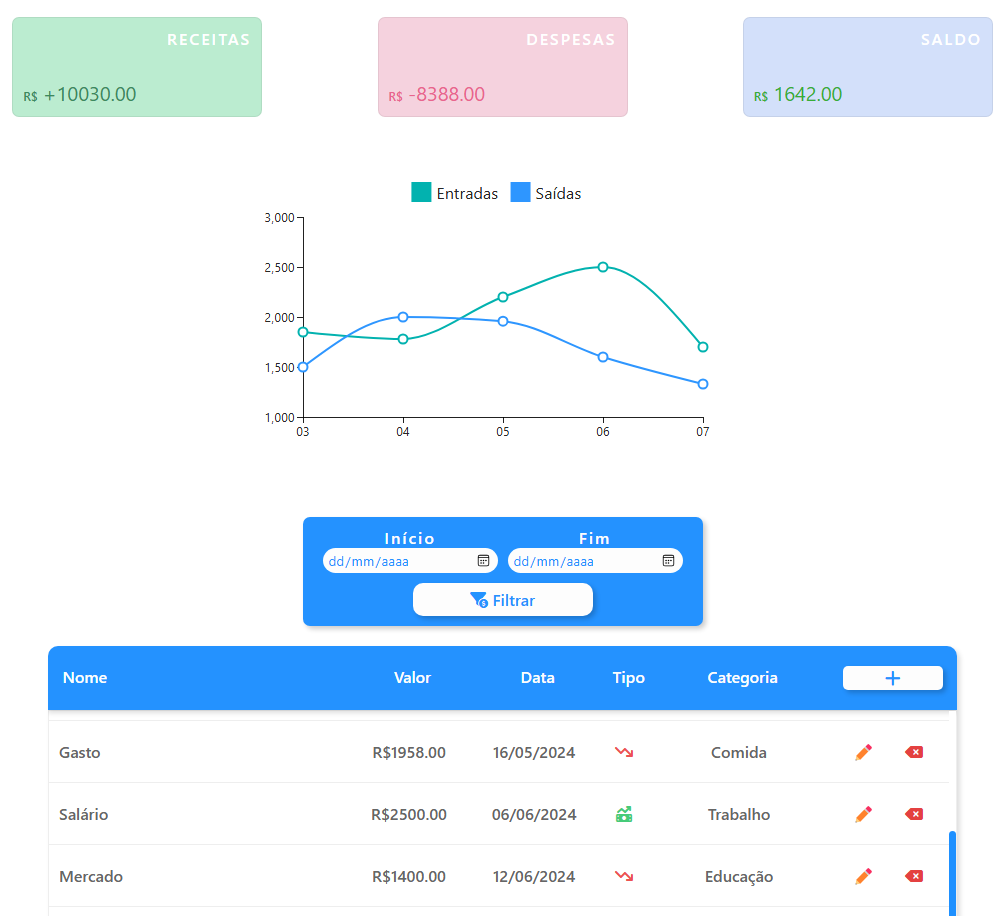 RECEITAS
R$ +10030.00
DESPESAS
R$ -8388.00
SALDO
R$ 1642.00
Entradas Saídas
3,000
2,500
2,000
1,500
1,000
03 04 05 06 07
Início Fim
dd/mm/aaaa dd/mm/aaaa
Filtrar
Nome Valor Data Tipo Categoria +
Gasto R$1958.00 16/05/2024 Comida
Salário R$2500.00 06/06/2024 Trabalho
Mercado R$1400.00 12/06/2024 Educação